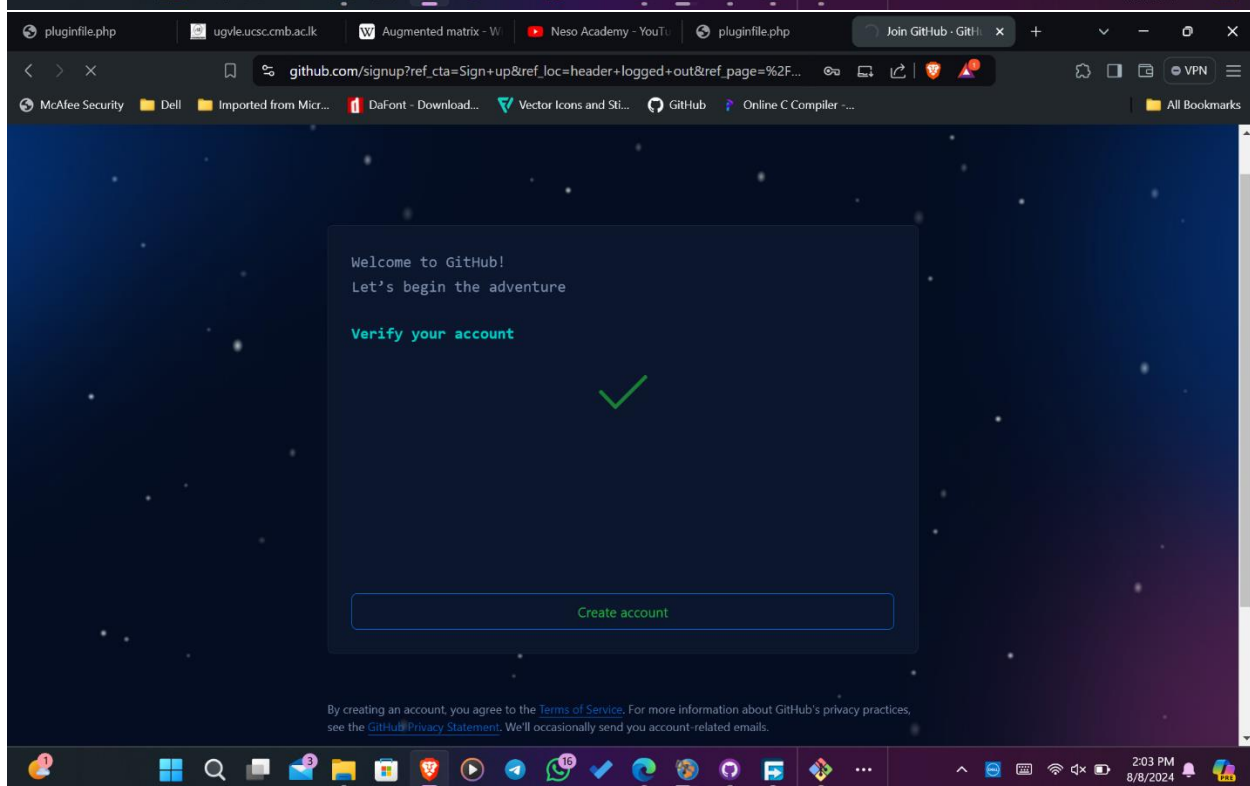 pluginfile.php
ugvle.ucsc.cmb.ac.lk
Augmented matrix - W
Neso Academy - YouTu
pluginfile.php
Join GitHub · GitH
github.com/signup?ref_cta=Sign+up&ref_loc=header+logged+out&ref_page=%2F...
VPN
McAfee Security
Dell
Imported from Micr...
DaFont - Download...
Vector Icons and Sti...
GitHub
Online C Compiler -...
All Bookmarks
Welcome to GitHub!
Let’s begin the adventure
Verify your account
Create account
By creating an account, you agree to the Terms of Service. For more information about GitHub's privacy practices,
see the GitHub Privacy Statement. We'll occasionally send you account-related emails.
1
3
16
2:03 PM
8/8/2024
PRE